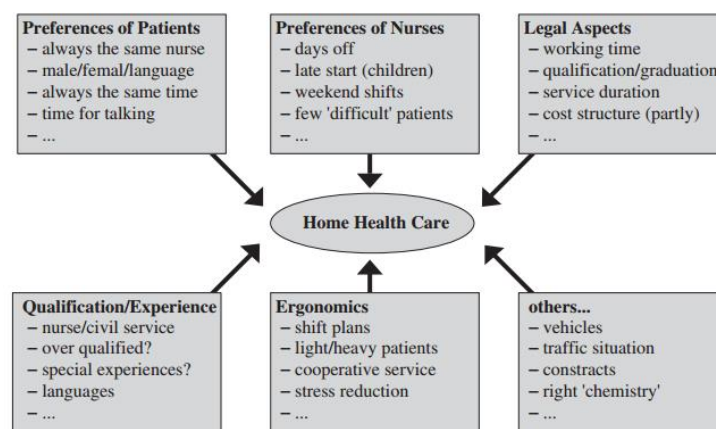 Preferences of Patients
– always the same nurse
– male/femal/language
– always the same time
– time for talking
– ...
Preferences of Nurses
– days off
– late start (children)
– weekend shifts
– few 'difficult' patients
– ...
Legal Aspects
– working time
– qualification/graduation
– service duration
– cost structure (partly)
– ...
Home Health Care
Qualification/Experience
– nurse/civil service
– over qualified?
– special experiences?
– languages
– ...
Ergonomics
– shift plans
– light/heavy patients
– cooperative service
– stress reduction
– ...
others...
– vehicles
– traffic situation
– constracts
– right 'chemistry'
– ...